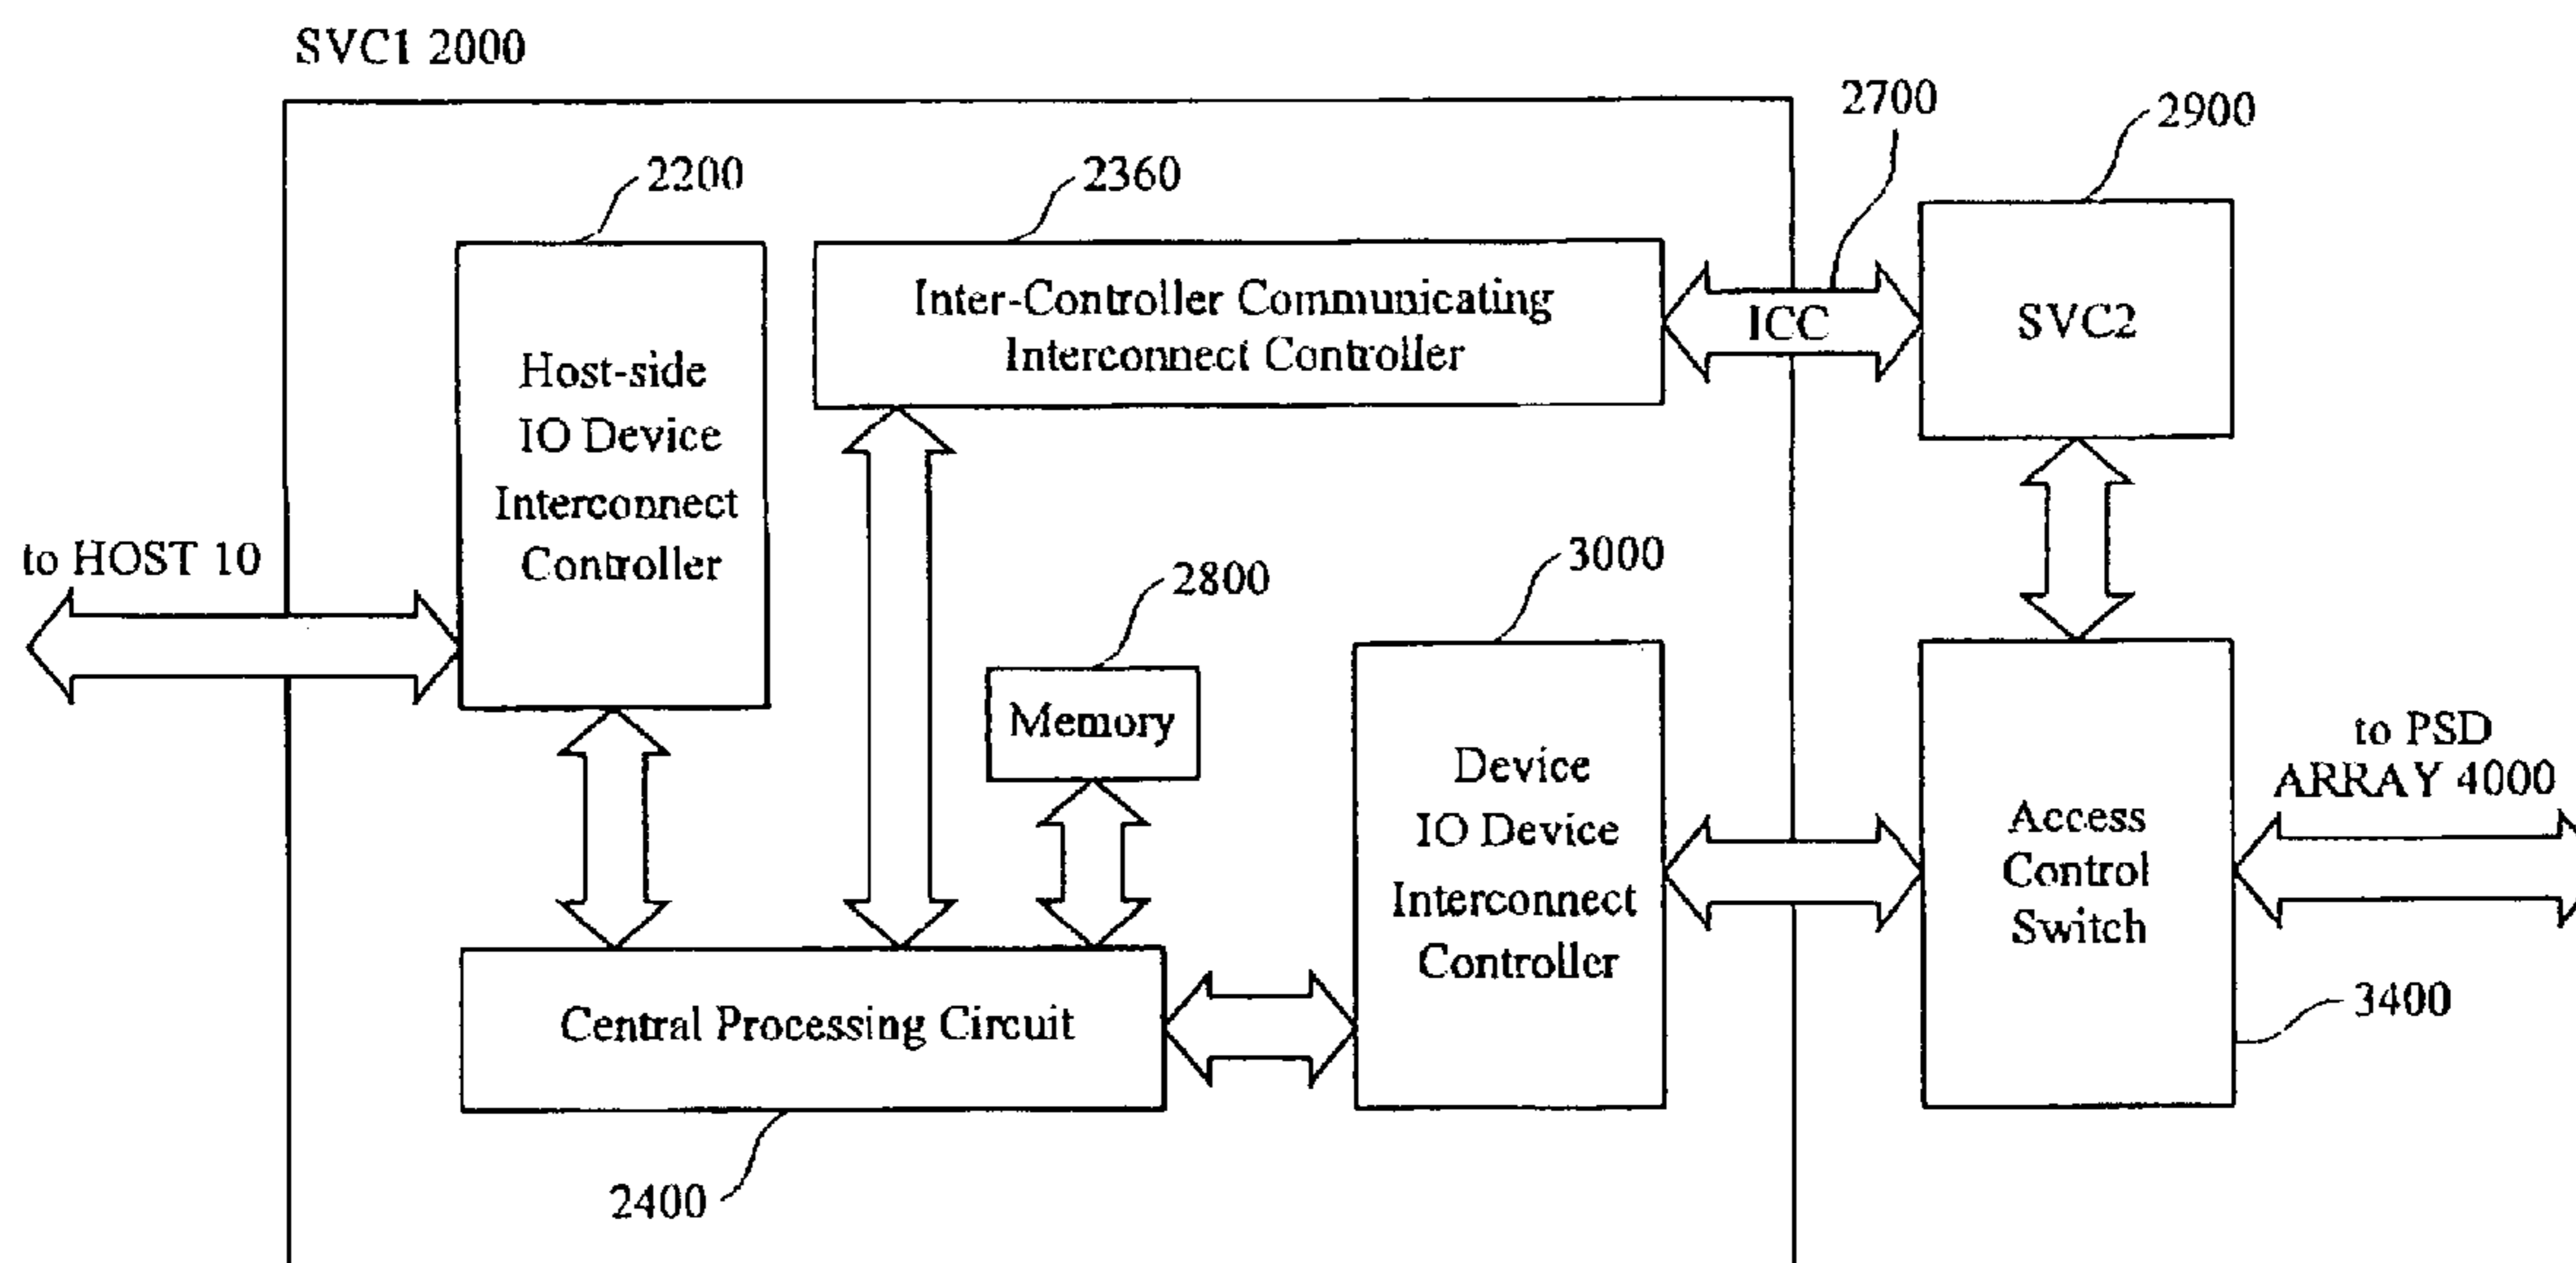 SVC1 2000
2700
2900
2200
2360
Host-side
IO Device
Interconnect
Controller
Inter-Controller Communicating
Interconnect Controller
ICC
SVC2
to HOST 10
2800
3000
Memory
Device
IO Device
Interconnect
Controller
Access
Control
Switch
to PSD
ARRAY 4000
Central Processing Circuit
3400
2400